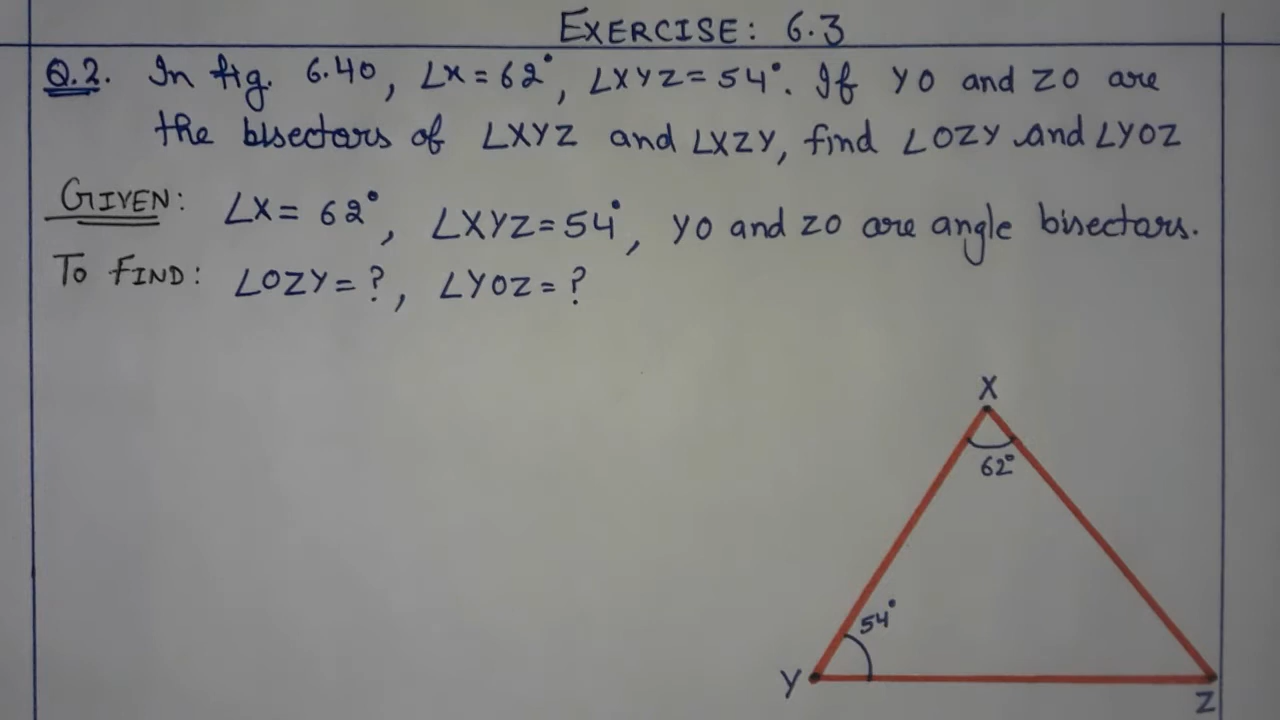 EXERCISE: 6.3
Q.2. In fig. 6.40, ∠X = 62°, ∠XYZ = 54°. If YO and ZO are
the bisectors of ∠XYZ and ∠XZY, find ∠OZY and ∠YOZ
GIVEN: ∠X = 62°, ∠XYZ = 54°, YO and ZO are angle bisectors.
TO FIND: ∠OZY = ?, ∠YOZ = ?
X
62°
54°
Y
Z